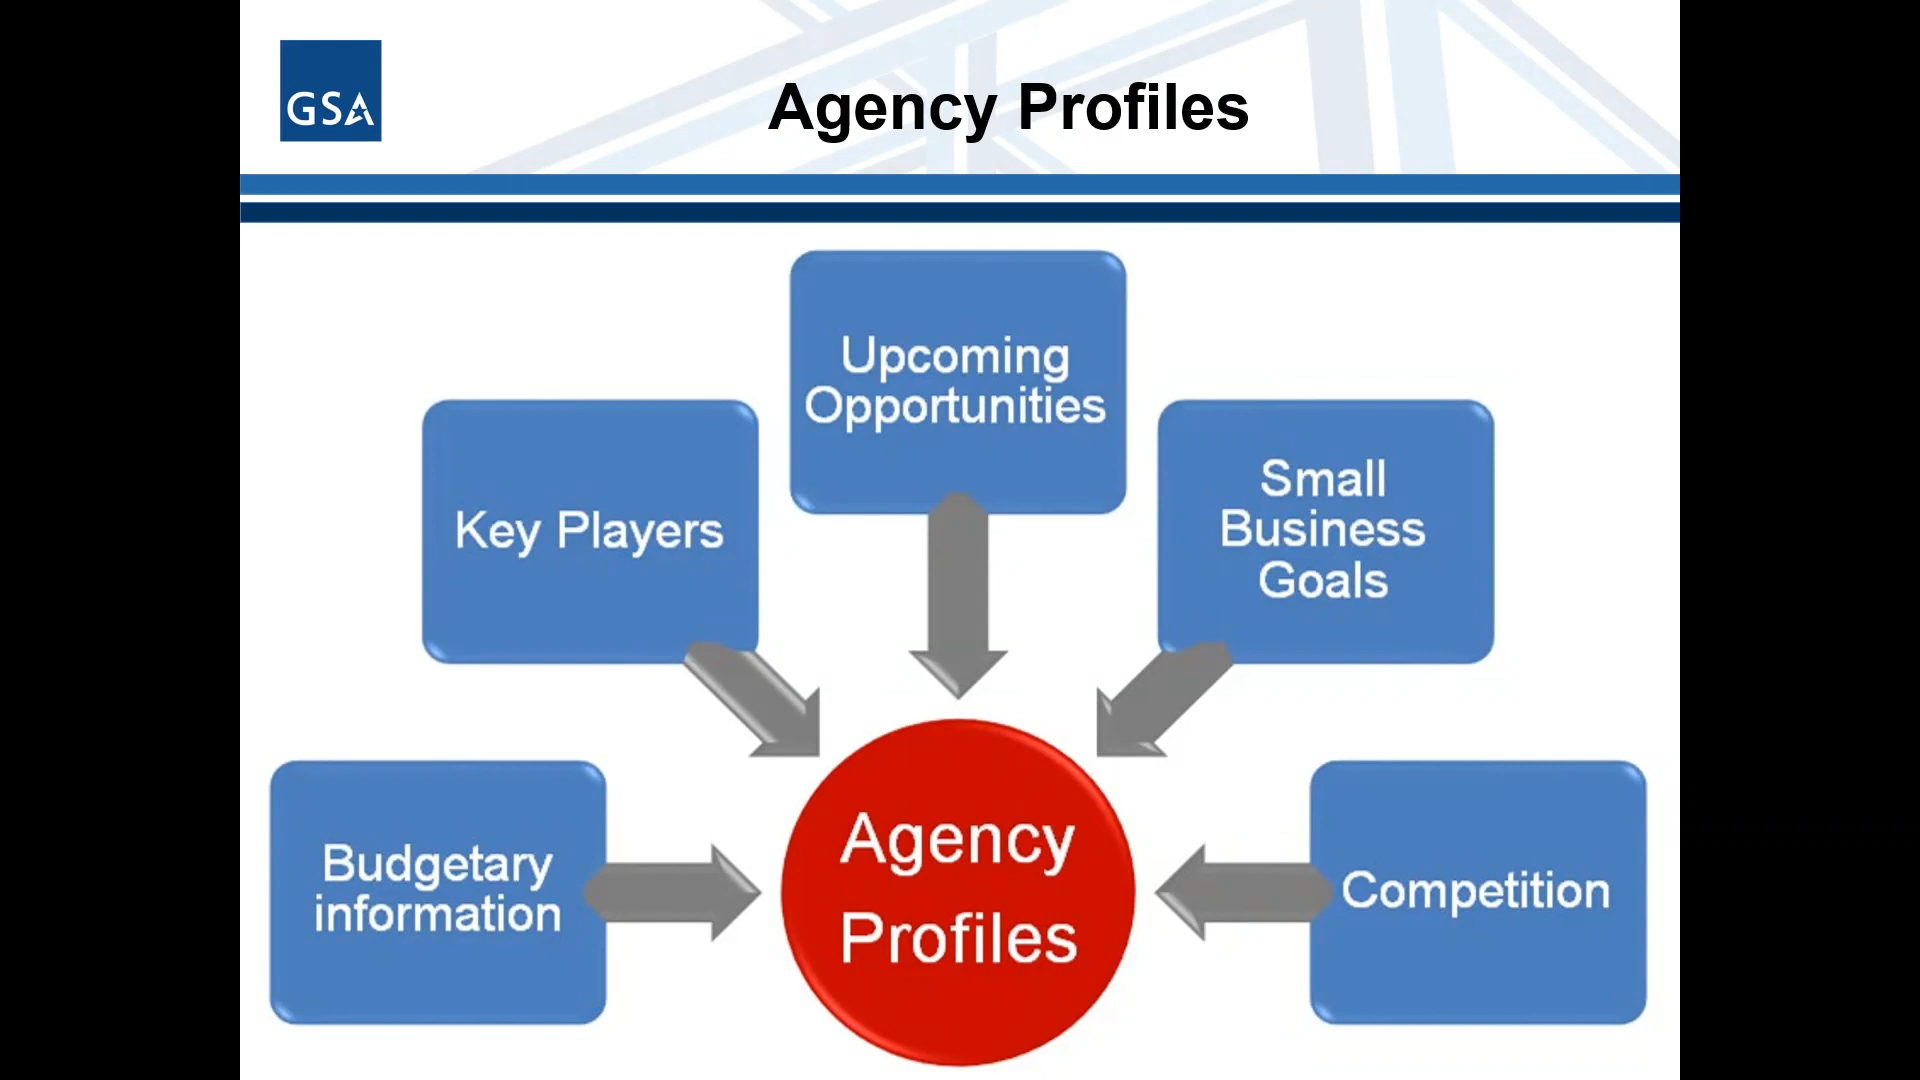 GSA
Agency Profiles
Upcoming
Opportunities
Key Players
Small
Business
Goals
Budgetary
information
Agency
Profiles
Competition